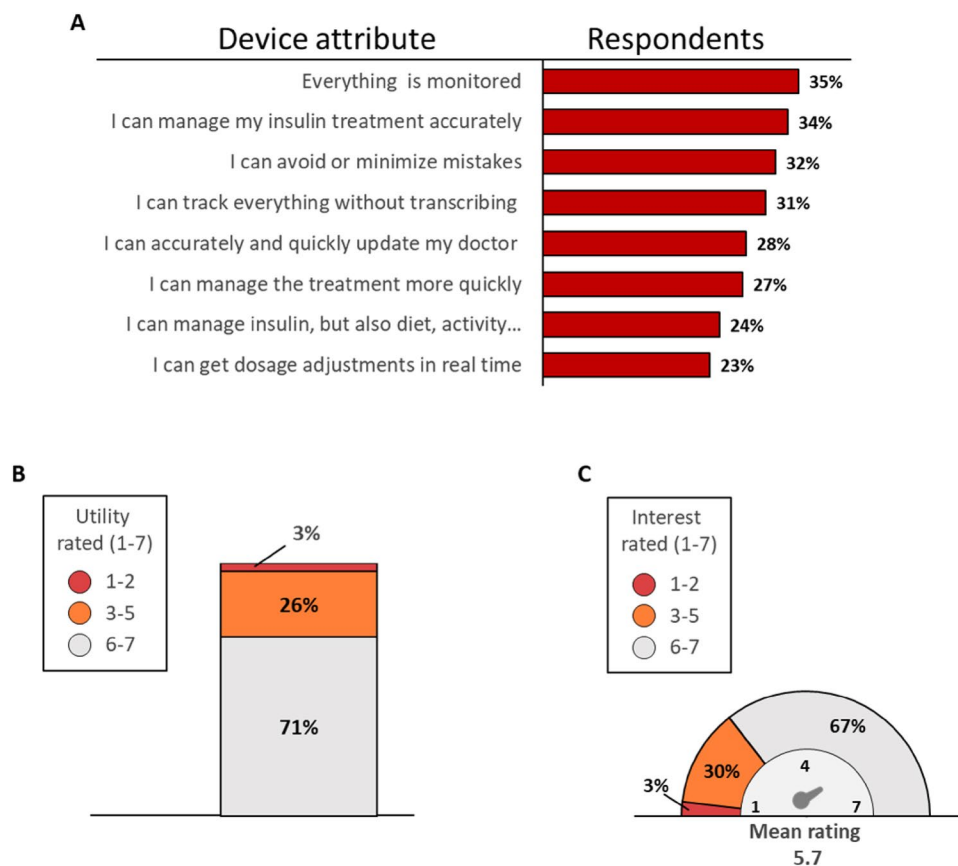 A
Device attribute Respondents
Everything is monitored 35%
I can manage my insulin treatment accurately 34%
I can avoid or minimize mistakes 32%
I can track everything without transcribing 31%
I can accurately and quickly update my doctor 28%
I can manage the treatment more quickly 27%
I can manage insulin, but also diet, activity... 24%
I can get dosage adjustments in real time 23%
B
Utility
rated (1-7)
1-2
3-5
6-7
3%
26%
71%
C
Interest
rated (1-7)
1-2
3-5
6-7
67%
30%
3%
4
1
7
Mean rating
5.7